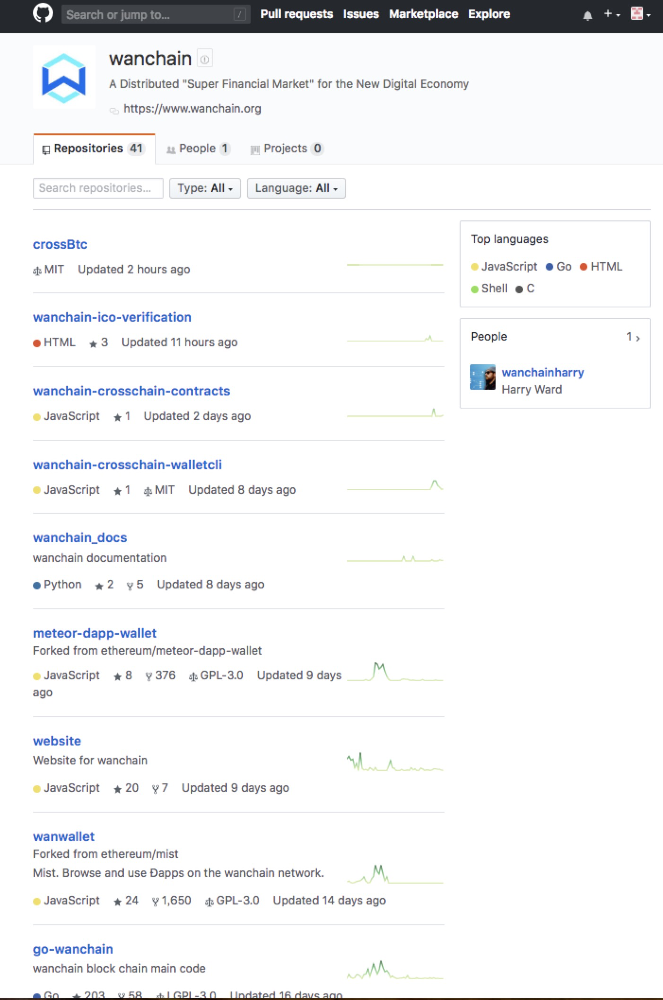 Search or jump to... /
Pull requests Issues Marketplace Explore
wanchain
A Distributed "Super Financial Market" for the New Digital Economy
https://www.wanchain.org
Repositories 41 People 1 Projects 0
Search repositories... Type: All Language: All
crossBtc
MIT Updated 2 hours ago
wanchain-ico-verification
HTML 3 Updated 11 hours ago
wanchain-crosschain-contracts
JavaScript 1 Updated 2 days ago
wanchain-crosschain-walletcli
JavaScript 1 MIT Updated 8 days ago
wanchain_docs
wanchain documentation
Python 2 5 Updated 8 days ago
meteor-dapp-wallet
Forked from ethereum/meteor-dapp-wallet
JavaScript 8 376 GPL-3.0 Updated 9 days
ago
website
Website for wanchain
JavaScript 20 7 Updated 9 days ago
wanwallet
Forked from ethereum/mist
Mist. Browse and use Ðapps on the wanchain network.
JavaScript 24 1,650 GPL-3.0 Updated 14 days ago
go-wanchain
wanchain block chain main code
Go 203 58 LGPL-3.0 Updated 16 days ago
Top languages
JavaScript Go HTML
Shell C
People 1 ›
wanchainharry
Harry Ward